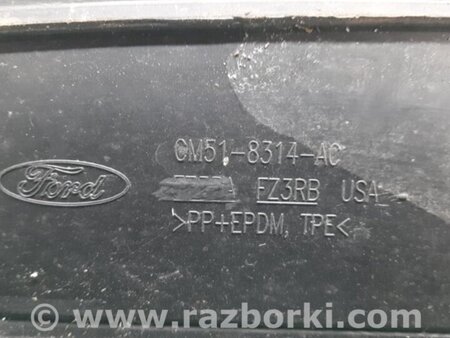 CM51-8314-AC
Ford
FZ3RB USA
>PP+EPDM, TPE<
© www.razborki.com